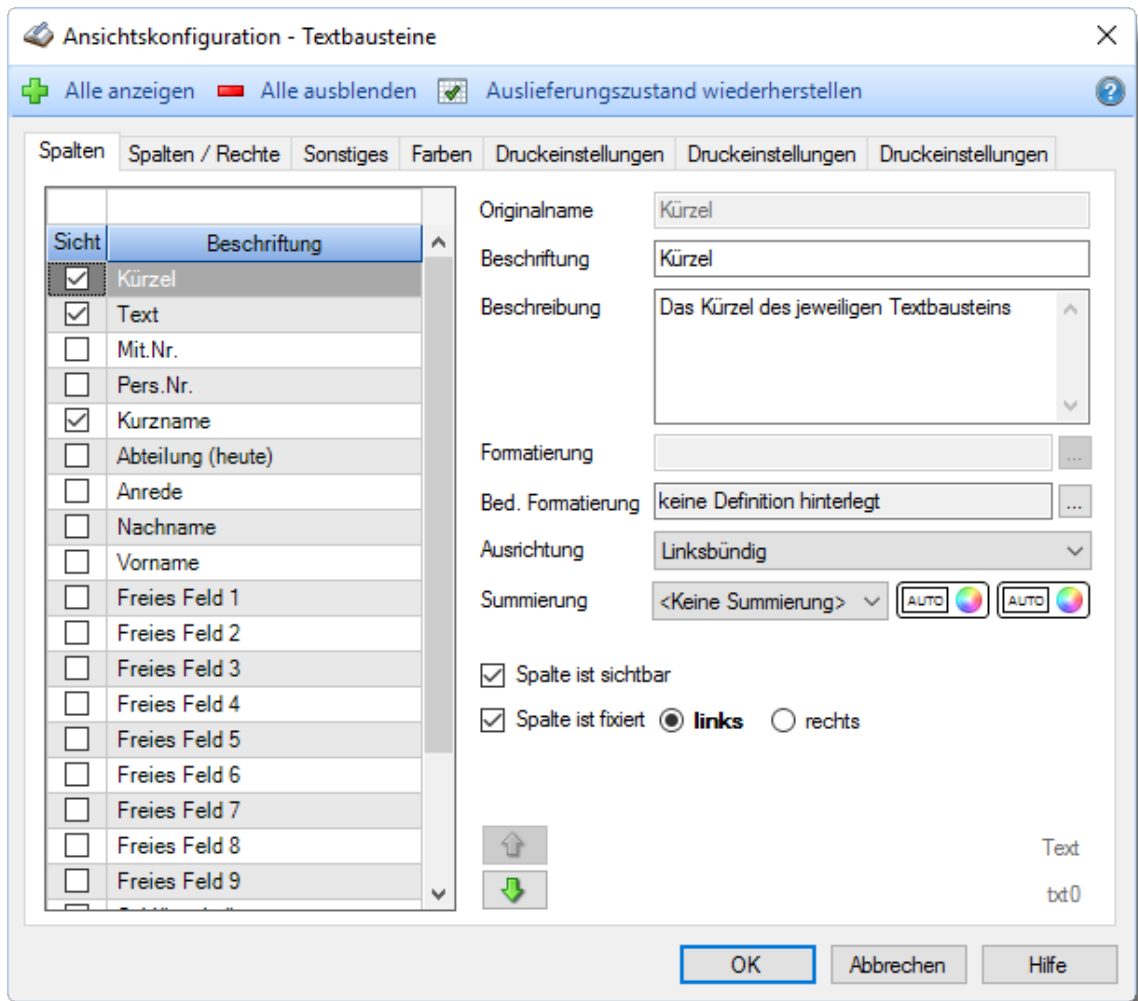 Ansichtskonfiguration - Textbausteine
Alle anzeigen Alle ausblenden Auslieferungszustand wiederherstellen
Spalten Spalten / Rechte Sonstiges Farben Druckeinstellungen Druckeinstellungen Druckeinstellungen
Sicht Beschriftung
Kürzel
Text
Mit.Nr.
Pers.Nr.
Kurzname
Abteilung (heute)
Anrede
Nachname
Vorname
Freies Feld 1
Freies Feld 2
Freies Feld 3
Freies Feld 4
Freies Feld 5
Freies Feld 6
Freies Feld 7
Freies Feld 8
Freies Feld 9
Originalname Kürzel
Beschriftung Kürzel
Beschreibung Das Kürzel des jeweiligen Textbausteins
Formatierung ...
Bed. Formatierung keine Definition hinterlegt ...
Ausrichtung Linksbündig
Summierung <Keine Summierung> AUTO AUTO
Spalte ist sichtbar
Spalte ist fixiert links rechts
Text
txt0
OK Abbrechen Hilfe